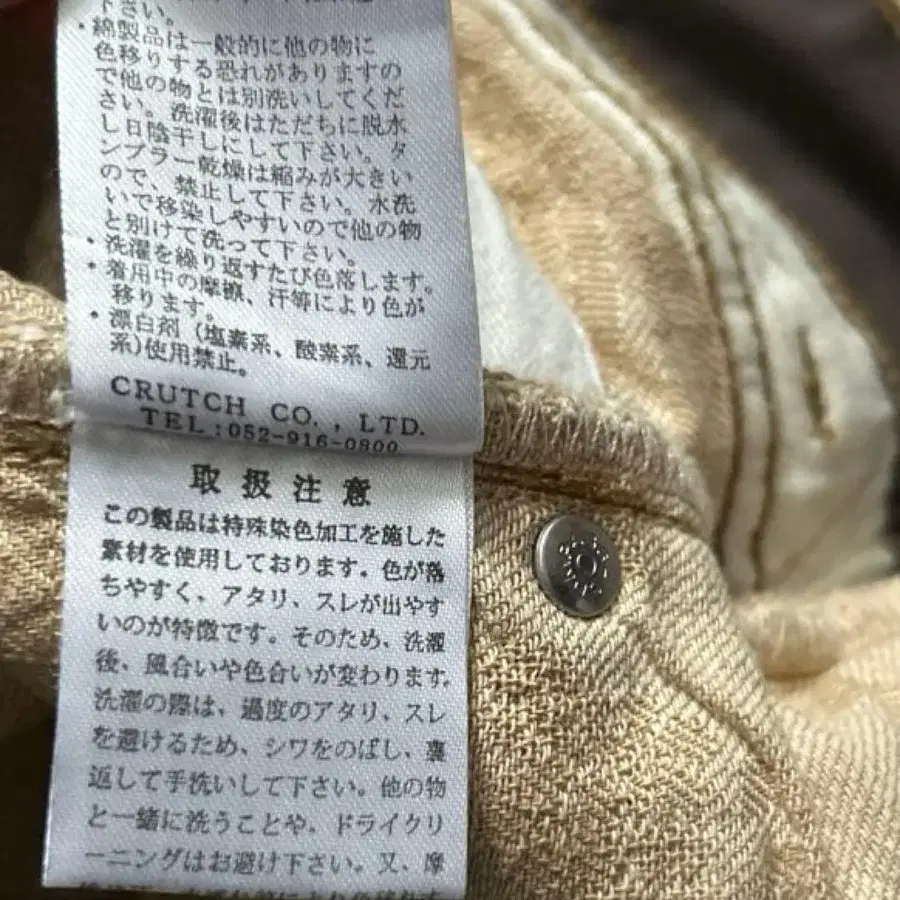 下さい。
・綿製品は一般的に他の物に
色移りする恐れがありますの
で他の物とは別洗いしてくだ
さい。洗濯後はただちに脱水
し日陰干しにして下さい。タ
ンブラー乾燥は縮みが大きい
ので、禁止して下さい。水洗
いで移染しやすいので他の物
と別けて洗って下さい。
・洗濯を繰り返すたび色落します。
・着用中の摩擦、汗等により色が
移ります。
・漂白剤（塩素系、酸素系、還元
系)使用禁止。
CRUTCH CO., LTD.
TEL:052-916-0800
取扱注意
この製品は特殊染色加工を施した
素材を使用しております。色が落
ちやすく、アタリ、スレが出やす
いのが特徴です。そのため、洗濯
後、風合いや色合いが変わります。
洗濯の際は、過度のアタリ、スレ
を避けるため、シワをのばし、裏
返して手洗いして下さい。他の物
と一緒に洗うことや、ドライクリ
ーニングはお避け下さい。又、摩